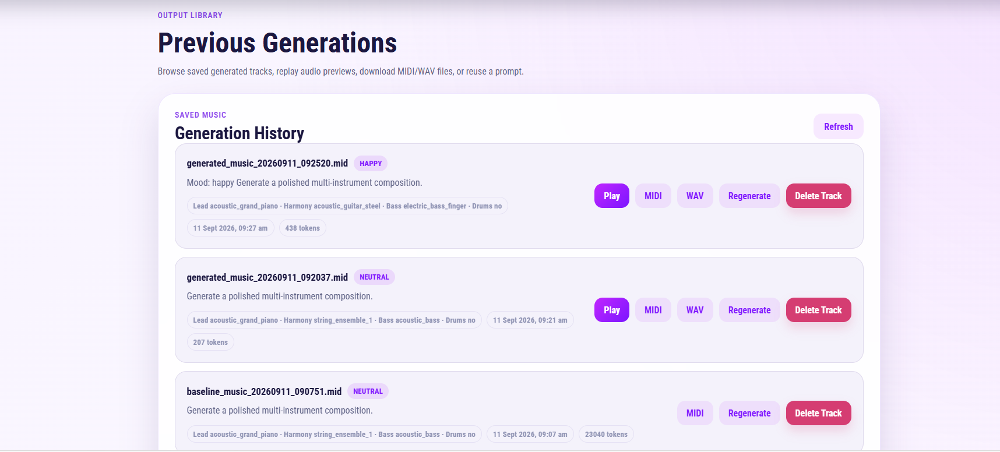 OUTPUT LIBRARY
Previous Generations
Browse saved generated tracks, replay audio previews, download MIDI/WAV files, or reuse a prompt.
SAVED MUSIC
Generation History
Refresh
generated_music_20260911_092520.mid HAPPY
Mood: happy Generate a polished multi-instrument composition.
Lead acoustic_grand_piano · Harmony acoustic_guitar_steel · Bass electric_bass_finger · Drums no
11 Sept 2026, 09:27 am 438 tokens
Play MIDI WAV Regenerate Delete Track
generated_music_20260911_092037.mid NEUTRAL
Generate a polished multi-instrument composition.
Lead acoustic_grand_piano · Harmony string_ensemble_1 · Bass acoustic_bass · Drums no 11 Sept 2026, 09:21 am
207 tokens
Play MIDI WAV Regenerate Delete Track
baseline_music_20260911_090751.mid NEUTRAL
Generate a polished multi-instrument composition.
Lead acoustic_grand_piano · Harmony string_ensemble_1 · Bass acoustic_bass · Drums no 11 Sept 2026, 09:07 am 23040 tokens
MIDI Regenerate Delete Track